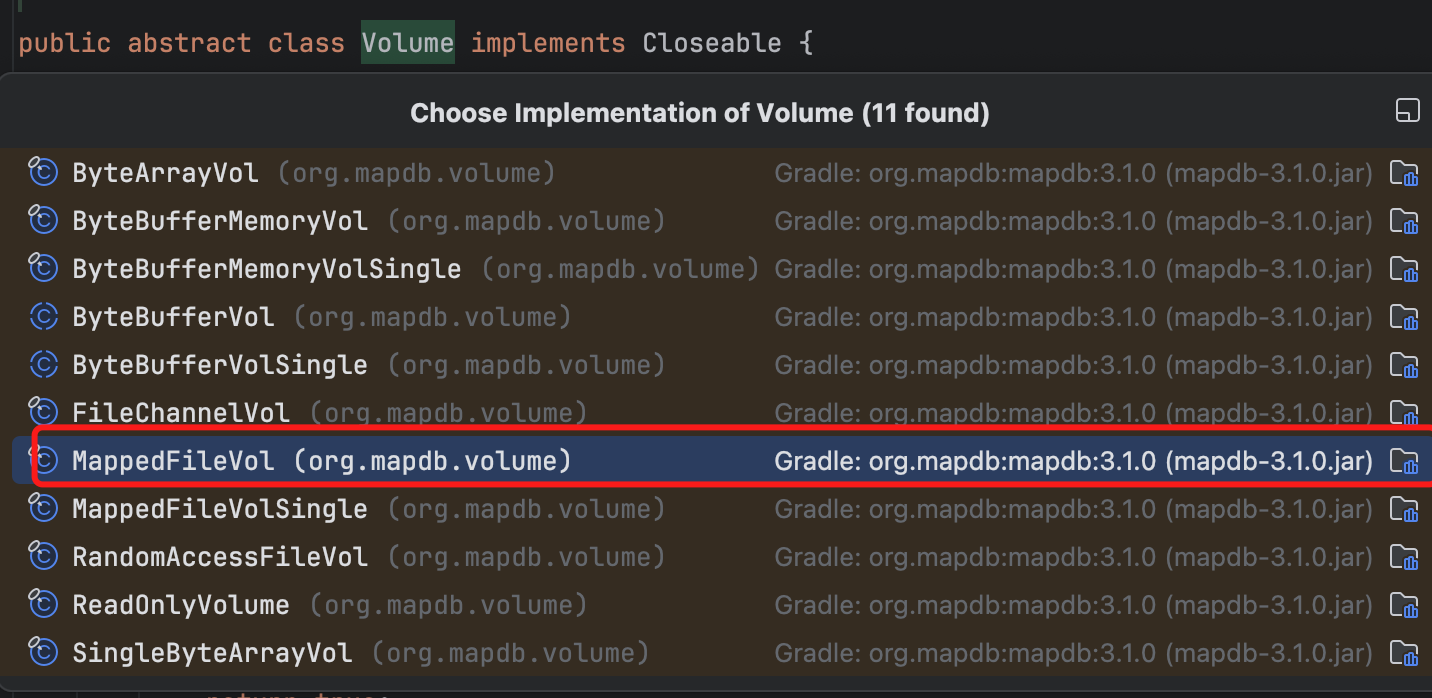 public abstract class Volume implements Closeable {
Choose Implementation of Volume (11 found)
ByteArrayVol (org.mapdb.volume) Gradle: org.mapdb:mapdb:3.1.0 (mapdb-3.1.0.jar)
ByteBufferMemoryVol (org.mapdb.volume) Gradle: org.mapdb:mapdb:3.1.0 (mapdb-3.1.0.jar)
ByteBufferMemoryVolSingle (org.mapdb.volume) Gradle: org.mapdb:mapdb:3.1.0 (mapdb-3.1.0.jar)
ByteBufferVol (org.mapdb.volume) Gradle: org.mapdb:mapdb:3.1.0 (mapdb-3.1.0.jar)
ByteBufferVolSingle (org.mapdb.volume) Gradle: org.mapdb:mapdb:3.1.0 (mapdb-3.1.0.jar)
FileChannelVol (org.mapdb.volume) Gradle: org.mapdb:mapdb:3.1.0 (mapdb-3.1.0.jar)
MappedFileVol (org.mapdb.volume) Gradle: org.mapdb:mapdb:3.1.0 (mapdb-3.1.0.jar)
MappedFileVolSingle (org.mapdb.volume) Gradle: org.mapdb:mapdb:3.1.0 (mapdb-3.1.0.jar)
RandomAccessFileVol (org.mapdb.volume) Gradle: org.mapdb:mapdb:3.1.0 (mapdb-3.1.0.jar)
ReadOnlyVolume (org.mapdb.volume) Gradle: org.mapdb:mapdb:3.1.0 (mapdb-3.1.0.jar)
SingleByteArrayVol (org.mapdb.volume) Gradle: org.mapdb:mapdb:3.1.0 (mapdb-3.1.0.jar)